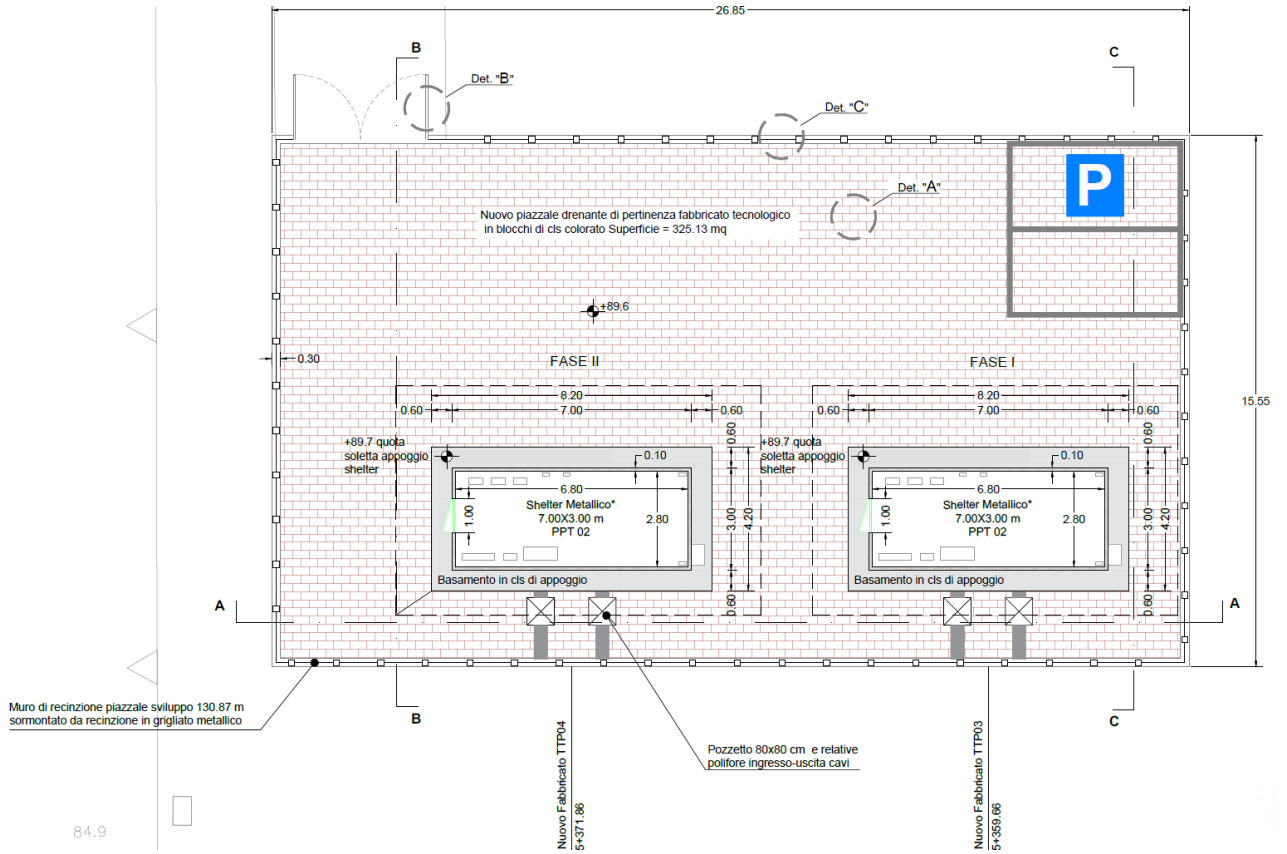 26.85
B
C
Det. "B"
Det. "C"
P
Det. "A"
Nuovo piazzale drenante di pertinenza fabbricato tecnologico
in blocchi di cls colorato Superficie = 325.13 mq
+89.6
0.30
FASE II
FASE I
15.55
8.20
8.20
0.60
7.00
0.60
0.60
7.00
0.60
+89.7 quota
soletta appoggio
shelter
0.60
+89.7 quota
soletta appoggio
shelter
0.60
0.10
0.10
6.80
6.80
Shelter Metallico*
7.00X3.00 m
PPT 02
1.00
2.80
3.00
4.20
Shelter Metallico*
7.00X3.00 m
PPT 02
1.00
2.80
3.00
4.20
Basamento in cls di appoggio
0.60
Basamento in cls di appoggio
0.60
A
A
Muro di recinzione piazzale sviluppo 130.87 m
sormontato da recinzione in grigliato metallico
B
C
Pozzetto 80x80 cm e relative
polifore ingresso-uscita cavi
Nuovo Fabbricato TTP04
5+371.86
Nuovo Fabbricato TTP03
5+359.66
84.9